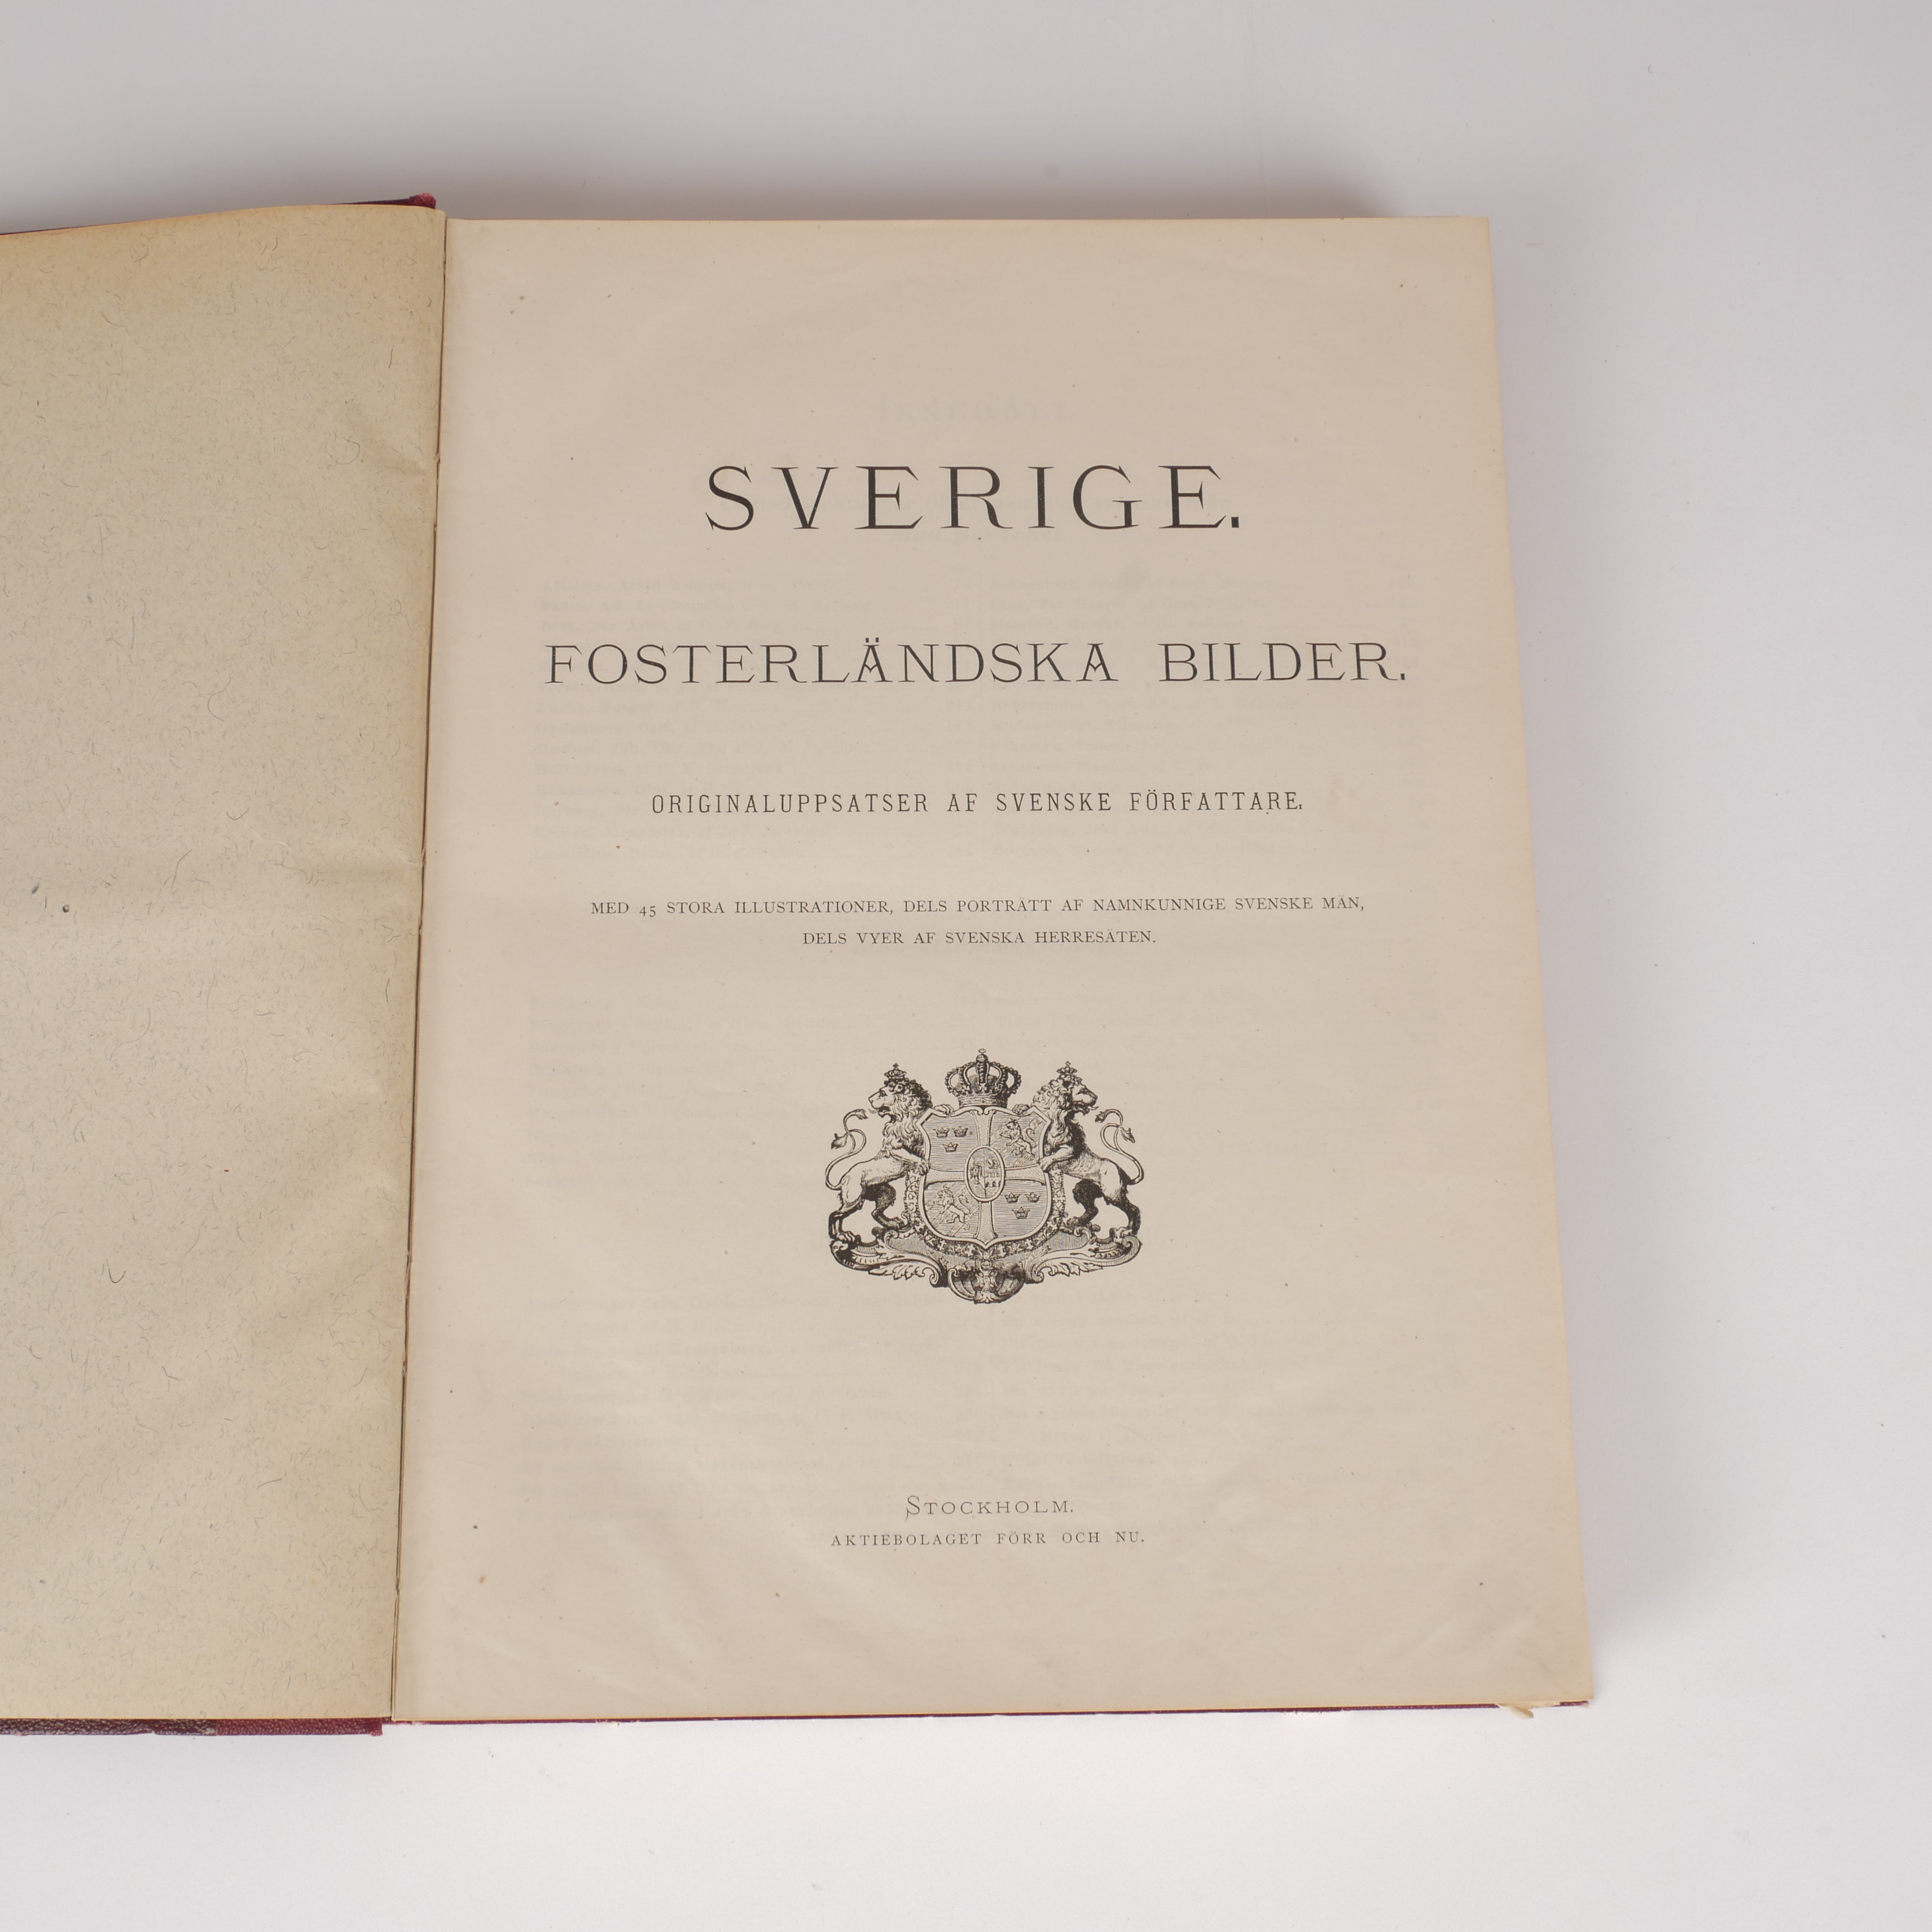 SVERIGE.
FOSTERLÄNDSKA BILDER.
ORIGINALUPPSATSER AF SVENSKE FÖRFATTARE.
MED 45 STORA ILLUSTRATIONER, DELS PORTRÄTT AF NAMNKUNNIGE SVENSKE MÄN,
DELS VYER AF SVENSKA HERRESÄTEN.
STOCKHOLM.
AKTIEBOLAGET FÖRR OCH NU.